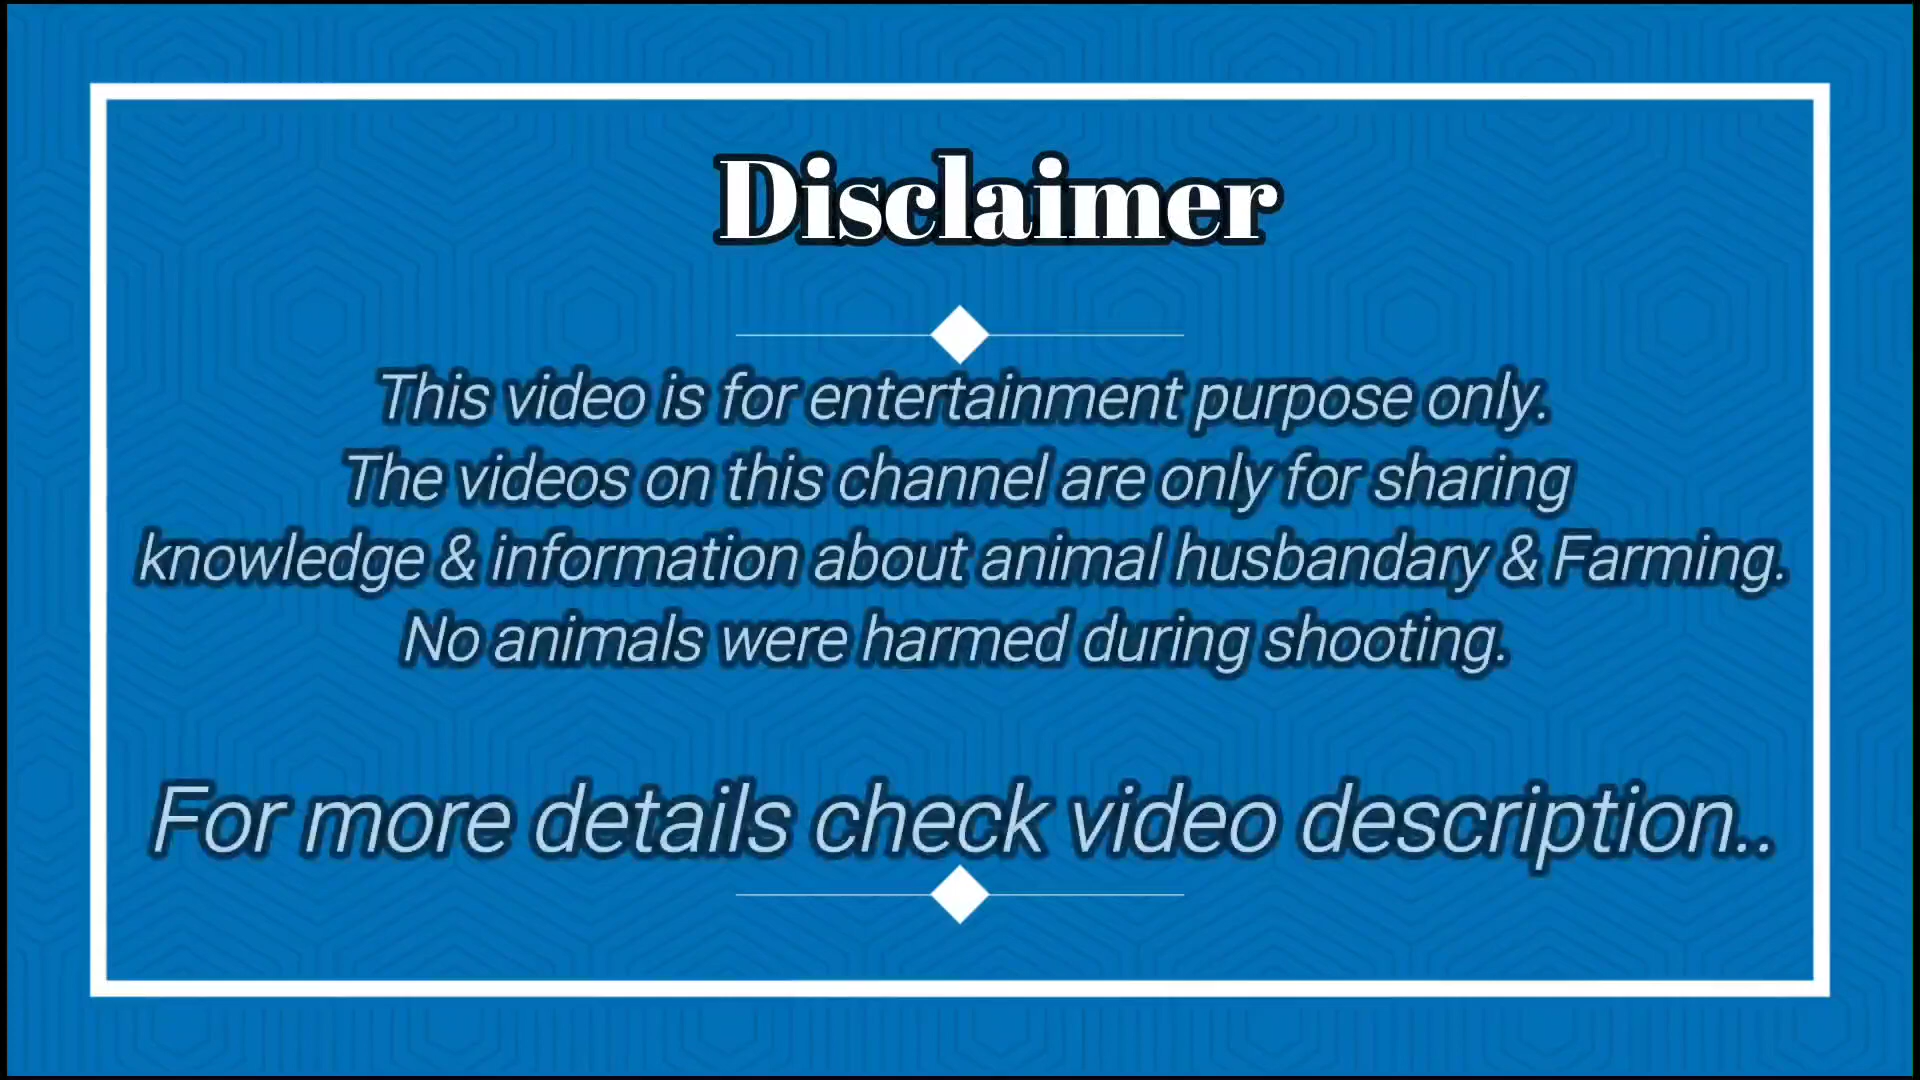 Disclaimer
This video is for entertainment purpose only.
The videos on this channel are only for sharing
knowledge & information about animal husbandary & Farming.
No animals were harmed during shooting.
For more details check video description..